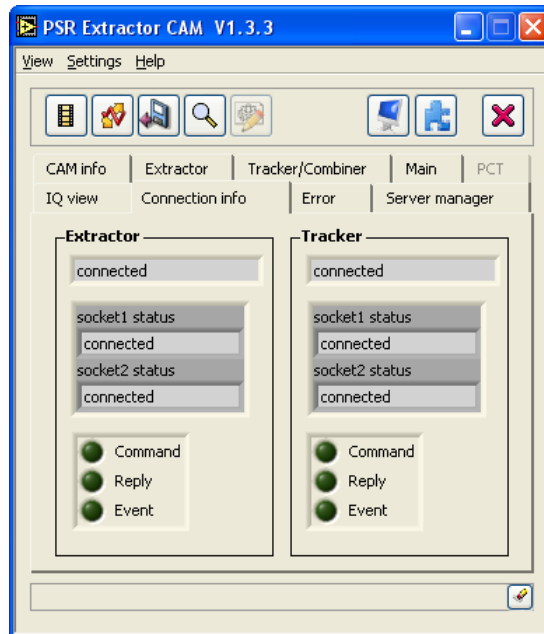 PSR Extractor CAM V1.3.3
View Settings Help
CAM info Extractor Tracker/Combiner Main PCT
IQ view Connection info Error Server manager
Extractor Tracker
connected connected
socket1 status socket1 status
connected connected
socket2 status socket2 status
connected connected
Command Command
Reply Reply
Event Event